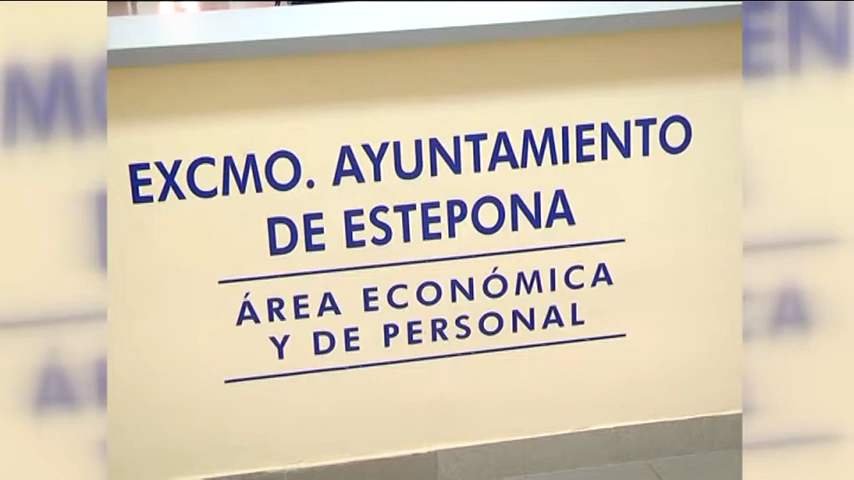 EXCMO. AYUNTAMIENTO
DE ESTEPONA
ÁREA ECONÓMICA
Y DE PERSONAL